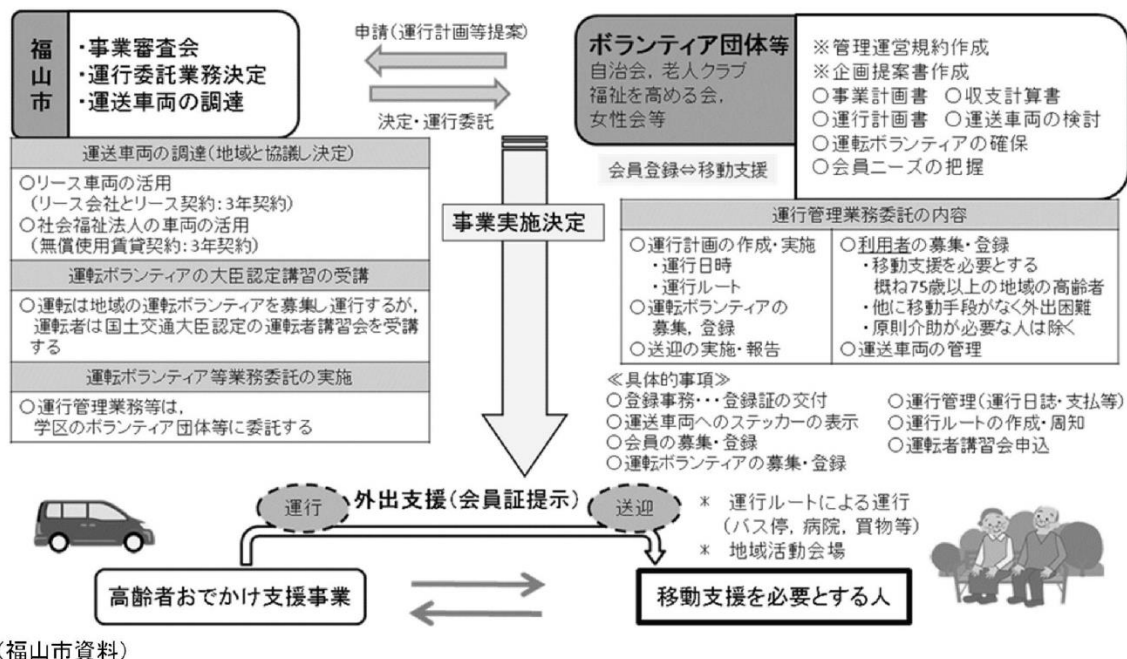 福山市
・事業審査会
・運行委託業務決定
・運送車両の調達
申請(運行計画等提案)
決定・運行委託
ボランティア団体等
自治会, 老人クラブ
福祉を高める会,
女性会等
※管理運営規約作成
※企画提案書作成
○事業計画書 ○収支計算書
○運行計画書 ○運送車両の検討
○運転ボランティアの確保
○会員ニーズの把握
会員登録⇔移動支援
運送車両の調達(地域と協議し決定)
○リース車両の活用
(リース会社とリース契約:3年契約)
○社会福祉法人の車両の活用
(無償使用賃貸契約:3年契約)
運転ボランティアの大臣認定講習の受講
○運転は地域の運転ボランティアを募集し運行するが,
運転者は国土交通大臣認定の運転者講習会を受講
する
運転ボランティア等業務委託の実施
○運行管理業務等は,
学区のボランティア団体等に委託する
事業実施決定
運行管理業務委託の内容
○運行計画の作成・実施
・運行日時
・運行ルート
○運転ボランティアの
募集, 登録
○送迎の実施・報告
○利用者の募集・登録
・移動支援を必要とする
概ね75歳以上の地域の高齢者
・他に移動手段がなく外出困難
・原則介助が必要な人は除く
○運送車両の管理
≪具体的事項≫
○登録事務・・・登録証の交付
○運送車両へのステッカーの表示
○会員の募集・登録
○運転ボランティアの募集・登録
○運行管理(運行日誌・支払等)
○運行ルートの作成・周知
○運転者講習会申込
運行
外出支援(会員証提示)
送迎
* 運行ルートによる運行
(バス停, 病院, 買物等)
* 地域活動会場
高齢者おでかけ支援事業
移動支援を必要とする人
(福山市資料)